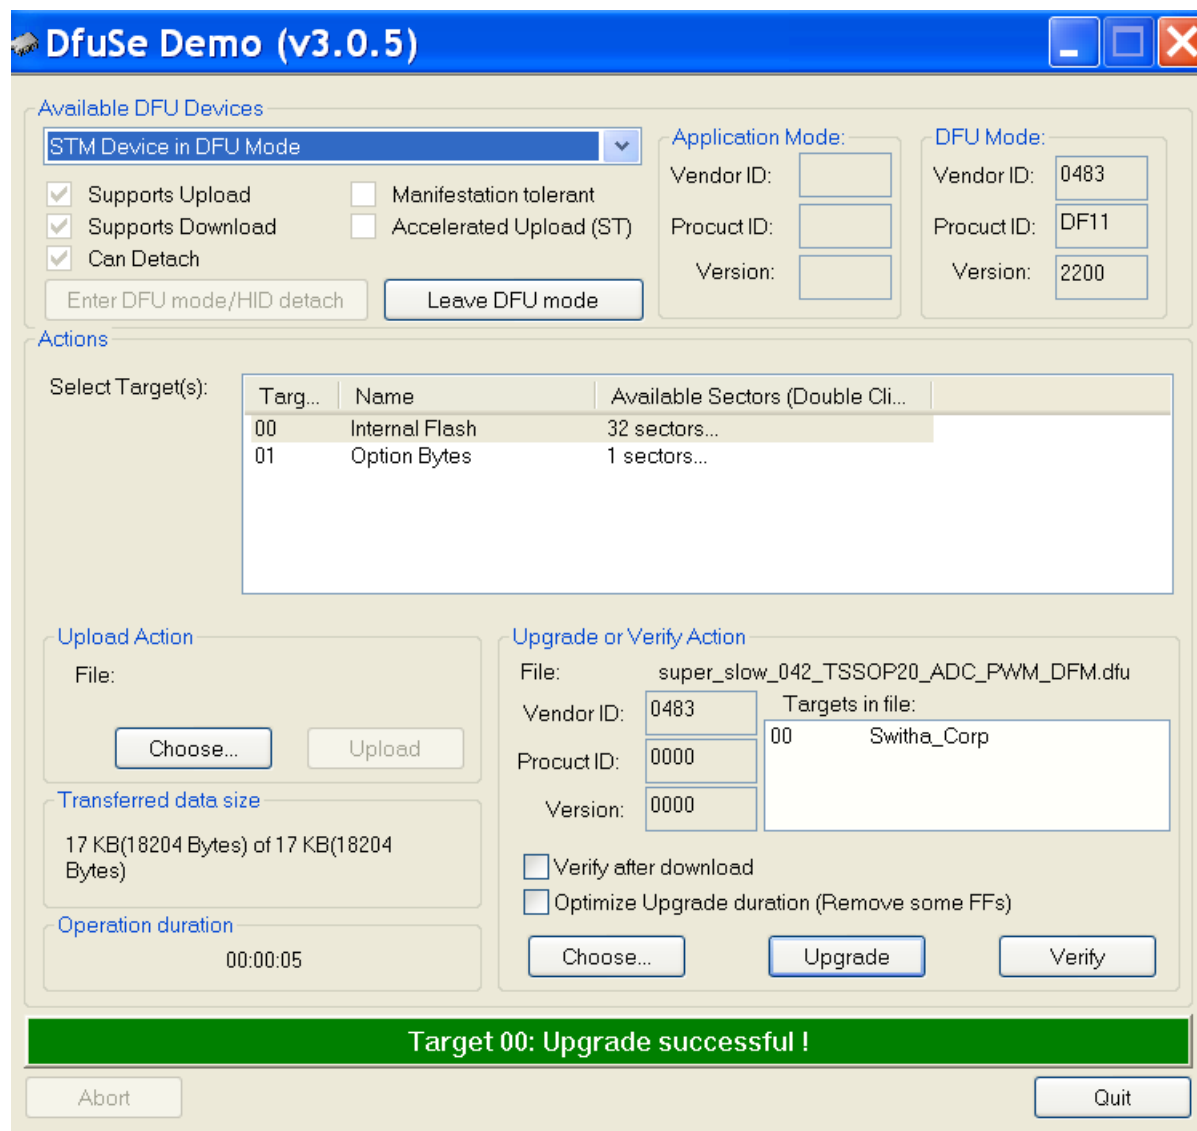 DfuSe Demo (v3.0.5)
Available DFU Devices
STM Device in DFU Mode
Supports Upload
Manifestation tolerant
Supports Download
Accelerated Upload (ST)
Can Detach
Enter DFU mode/HID detach
Leave DFU mode
Application Mode:
Vendor ID:
Procuct ID:
Version:
DFU Mode:
Vendor ID: 0483
Procuct ID: DF11
Version: 2200
Actions
Select Target(s):
Targ... Name Available Sectors (Double Cli...
00 Internal Flash 32 sectors...
01 Option Bytes 1 sectors...
Upload Action
File:
Choose...
Upload
Transferred data size
17 KB(18204 Bytes) of 17 KB(18204
Bytes)
Operation duration
00:00:05
Upgrade or Verify Action
File: super_slow_042_TSSOP20_ADC_PWM_DFM.dfu
Vendor ID: 0483
Procuct ID: 0000
Version: 0000
Targets in file:
00 Switha_Corp
Verify after download
Optimize Upgrade duration (Remove some FFs)
Choose...
Upgrade
Verify
Target 00: Upgrade successful !
Abort
Quit